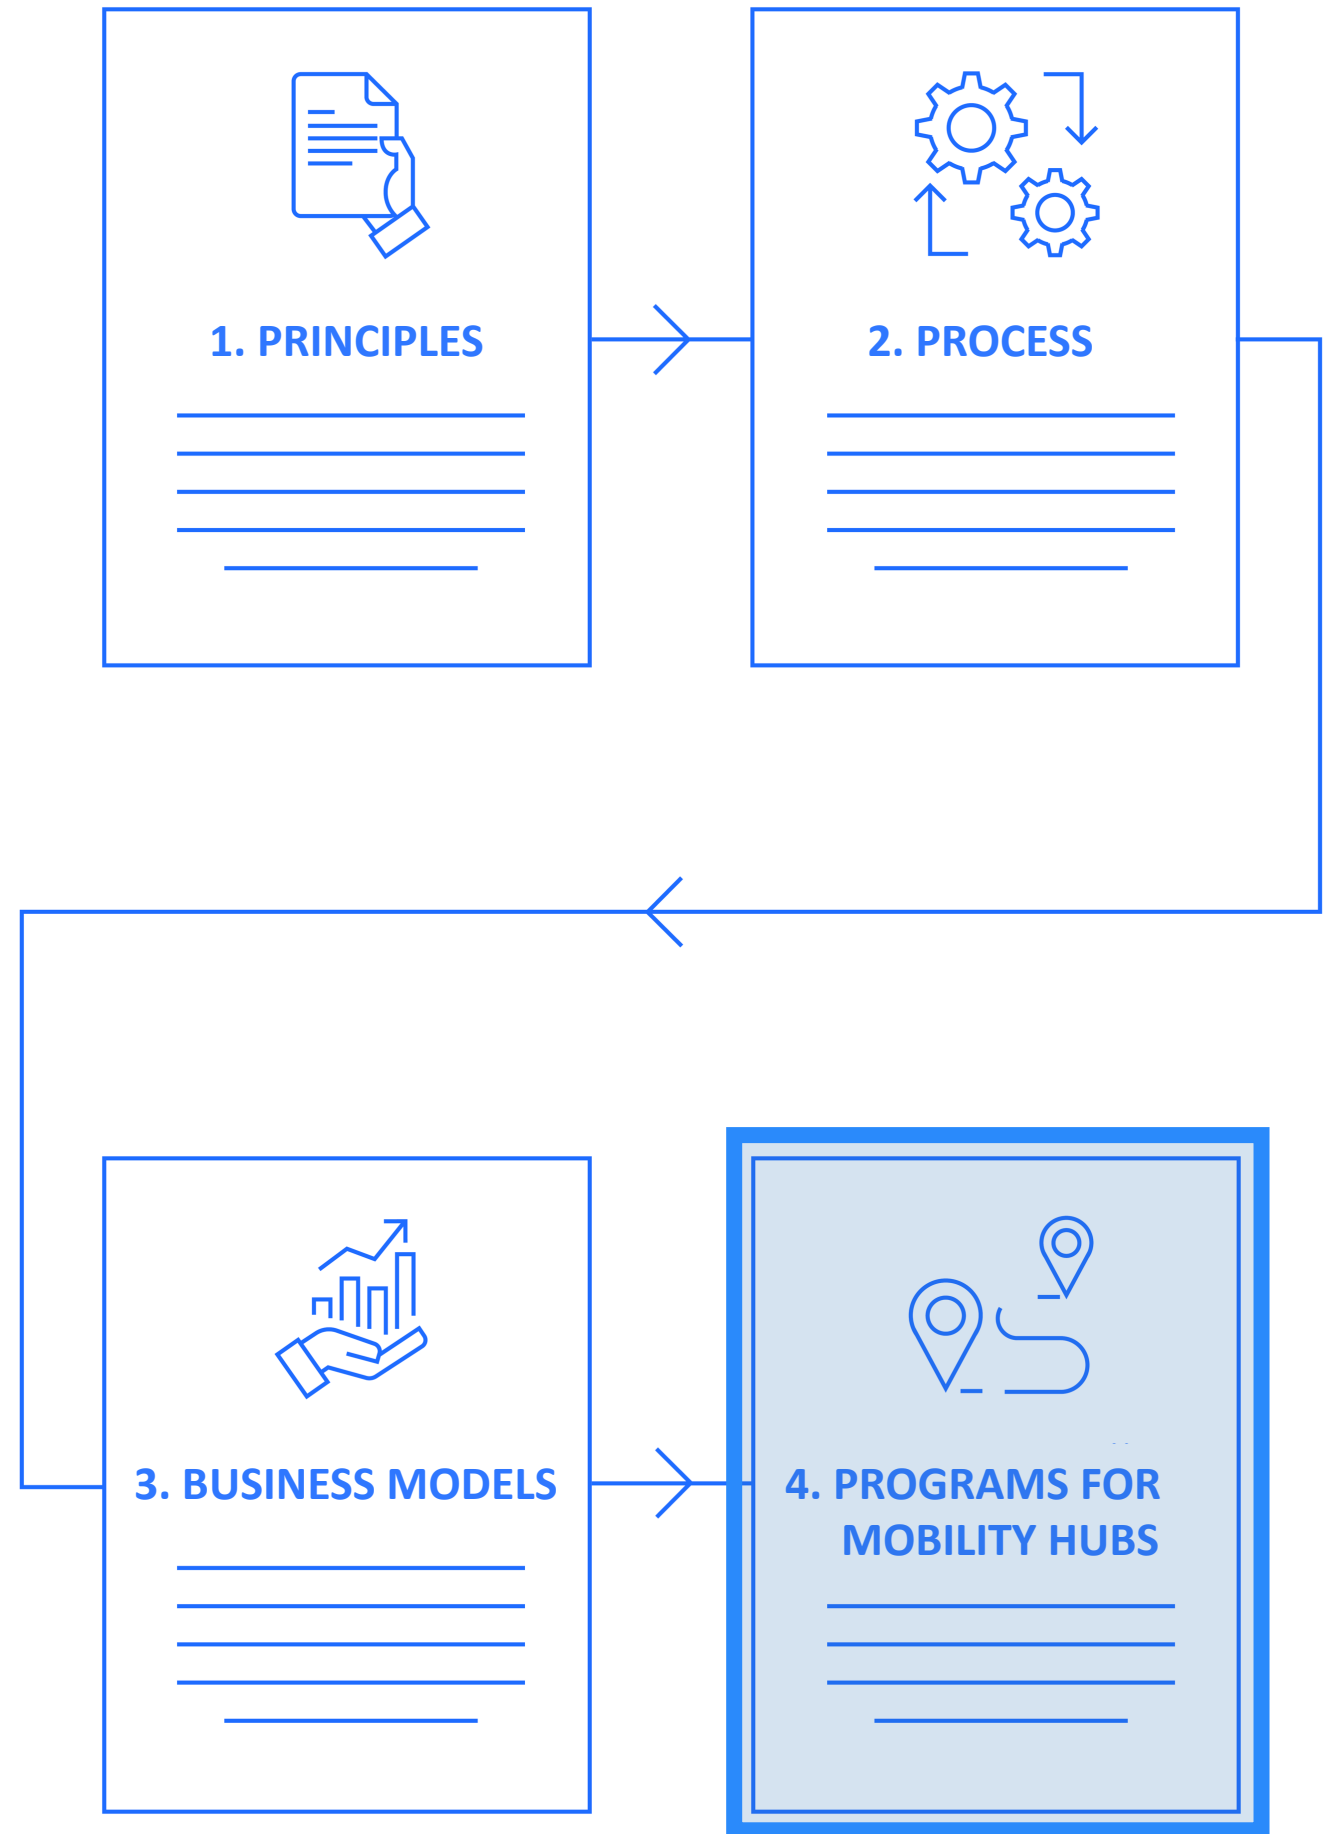 1. PRINCIPLES
2. PROCESS
3. BUSINESS MODELS
4. PROGRAMS FOR
MOBILITY HUBS